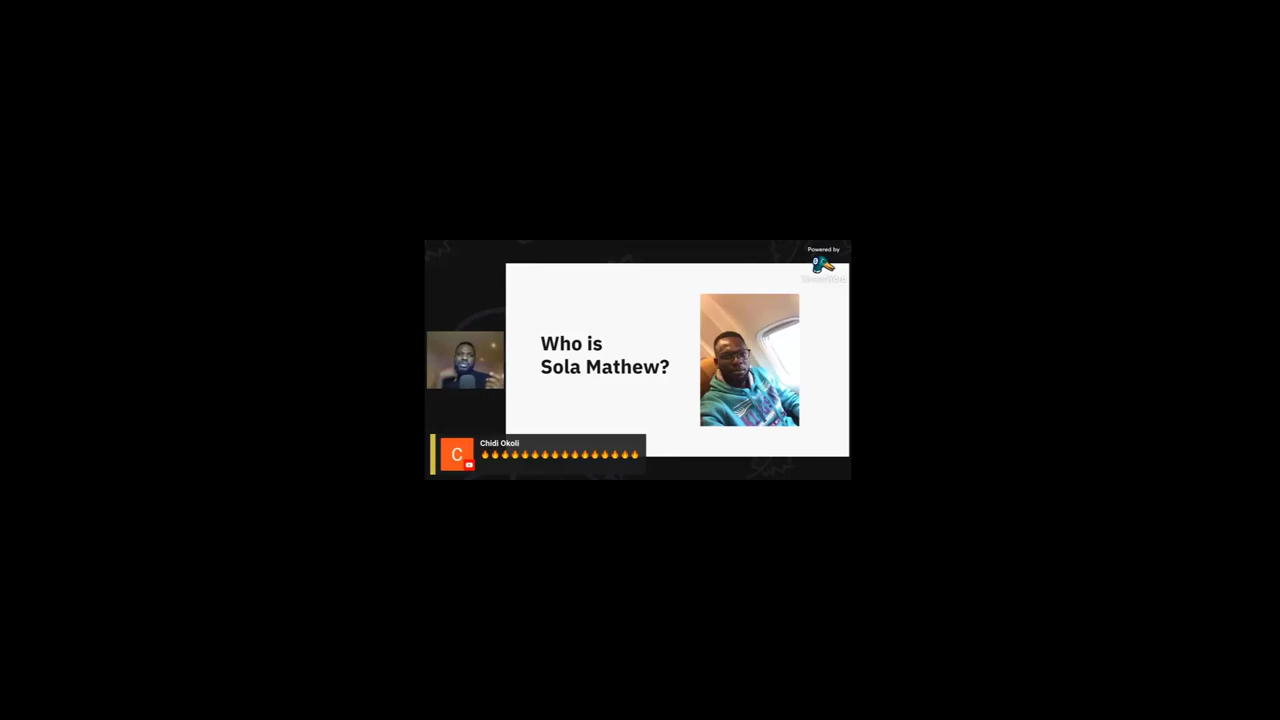 Powered by
Who is
Sola Mathew?
C
Chidi Okoli
🔥🔥🔥🔥🔥🔥🔥🔥🔥🔥🔥🔥🔥🔥🔥🔥